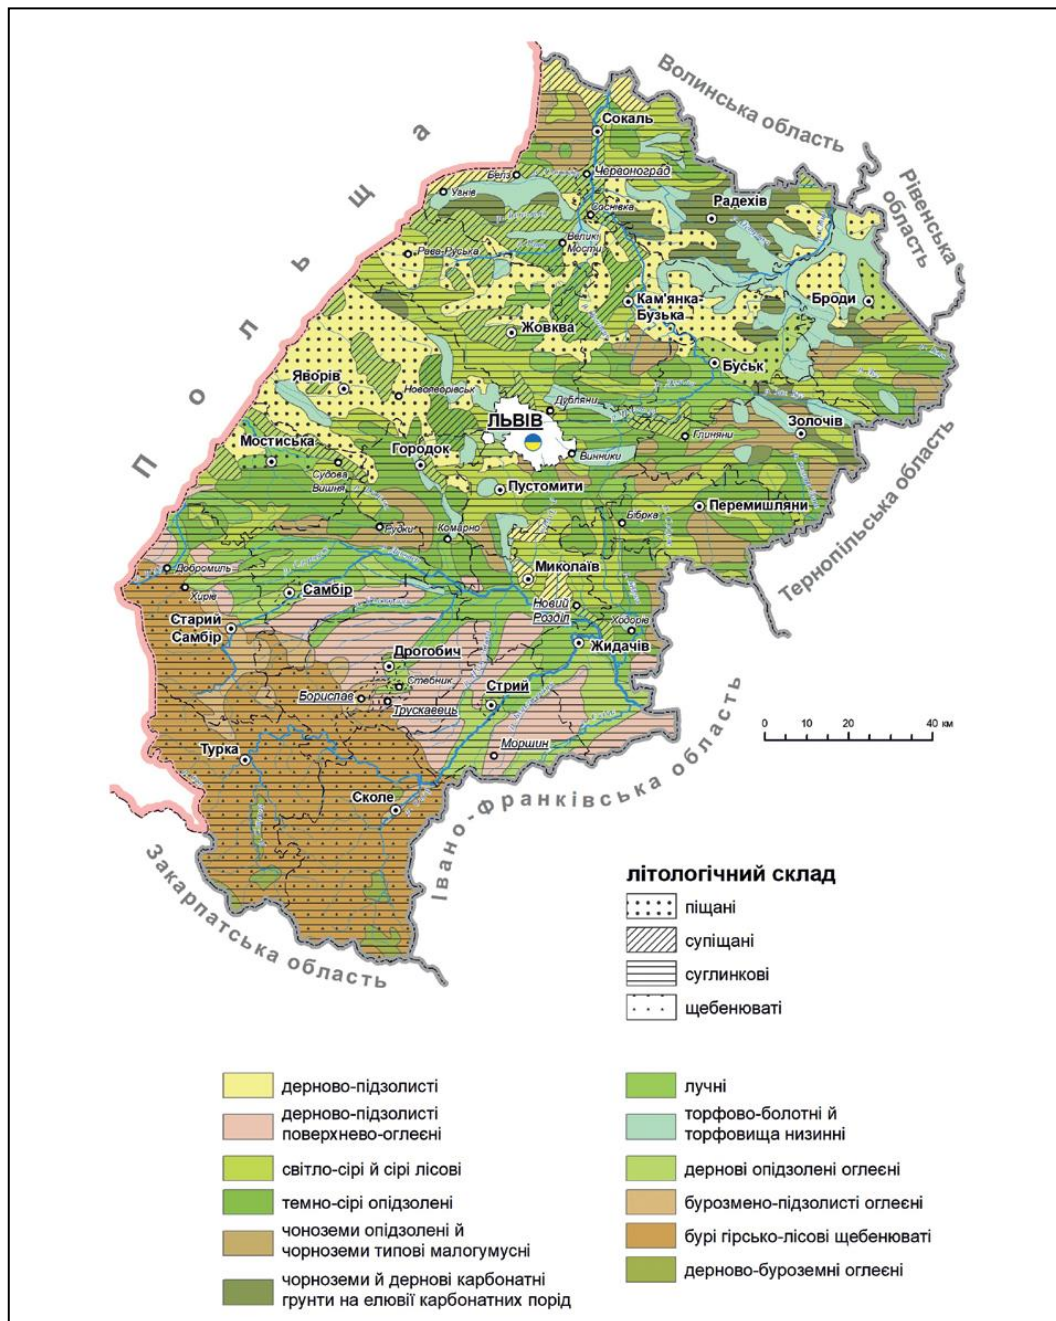 Польща
Волинська область
Рівенська область
Сокаль
Белз
Червоноград
Угнів
Соснівка
Радехів
Великі Мости
Рава-Руська
Кам'янка-Бузька
Броди
Жовква
Буськ
Яворів
Новояворівськ
Дубляни
ЛЬВІВ
Золочів
Мостиська
Городок
Глиняни
Винники
Судова Вишня
Пустомити
Перемишляни
Бібрка
Рудки
Комарно
Тернопільська область
Добромиль
Миколаїв
Хирів
Самбір
Новий Розділ
Ходорів
Старий Самбір
Жидачів
Дрогобич
Стебник
Стрий
Борислав
Трускавець
Моршин
Турка
Сколе
0 10 20 40 км
Івано-Франківська область
Закарпатська область
літологічний склад
піщані
супіщані
суглинкові
щебенюваті
дерново-підзолисті
дерново-підзолисті
поверхнево-оглеєні
світло-сірі й сірі лісові
темно-сірі опідзолені
чоноземи опідзолені й
чорноземи типові малогумусні
чорноземи й дернові карбонатні
грунти на елювії карбонатних порід
лучні
торфово-болотні й
торфовища низинні
дернові опідзолені оглеєні
бурозмено-підзолисті оглеєні
бурі гірсько-лісові щебенюваті
дерново-буроземні оглеєні